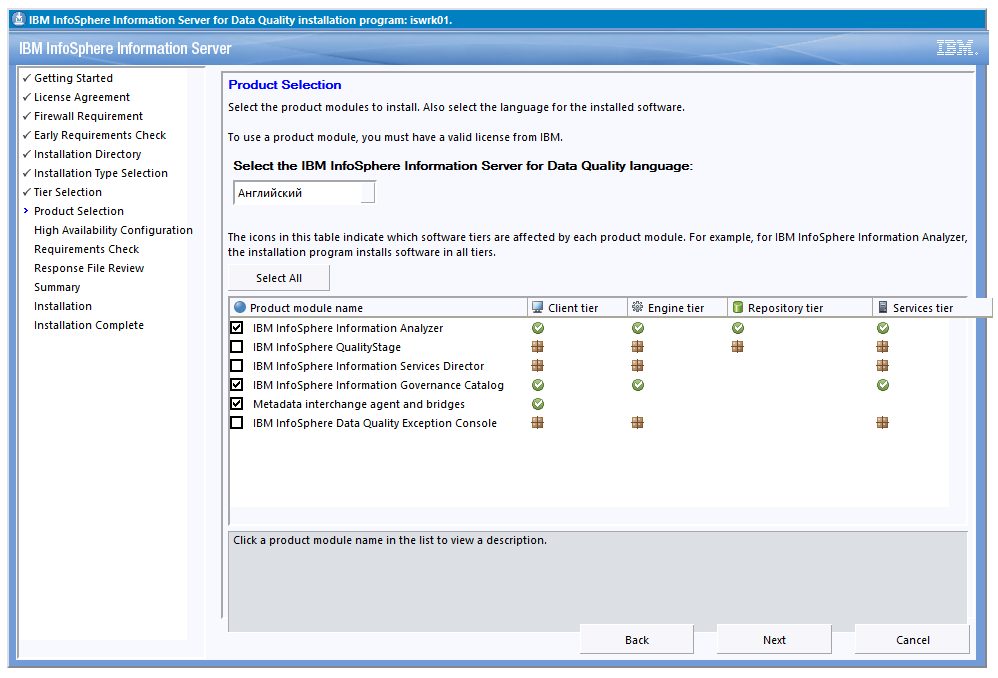 IBM InfoSphere Information Server for Data Quality installation program: iswrk01.
IBM InfoSphere Information Server
IBM.
Getting Started
License Agreement
Firewall Requirement
Early Requirements Check
Installation Directory
Installation Type Selection
Tier Selection
Product Selection
High Availability Configuration
Requirements Check
Response File Review
Summary
Installation
Installation Complete
Product Selection
Select the product modules to install. Also select the language for the installed software.
To use a product module, you must have a valid license from IBM.
Select the IBM InfoSphere Information Server for Data Quality language:
Английский
The icons in this table indicate which software tiers are affected by each product module. For example, for IBM InfoSphere Information Analyzer,
the installation program installs software in all tiers.
Select All
Product module name Client tier Engine tier Repository tier Services tier
IBM InfoSphere Information Analyzer
IBM InfoSphere QualityStage
IBM InfoSphere Information Services Director
IBM InfoSphere Information Governance Catalog
Metadata interchange agent and bridges
IBM InfoSphere Data Quality Exception Console
Click a product module name in the list to view a description.
Back Next Cancel